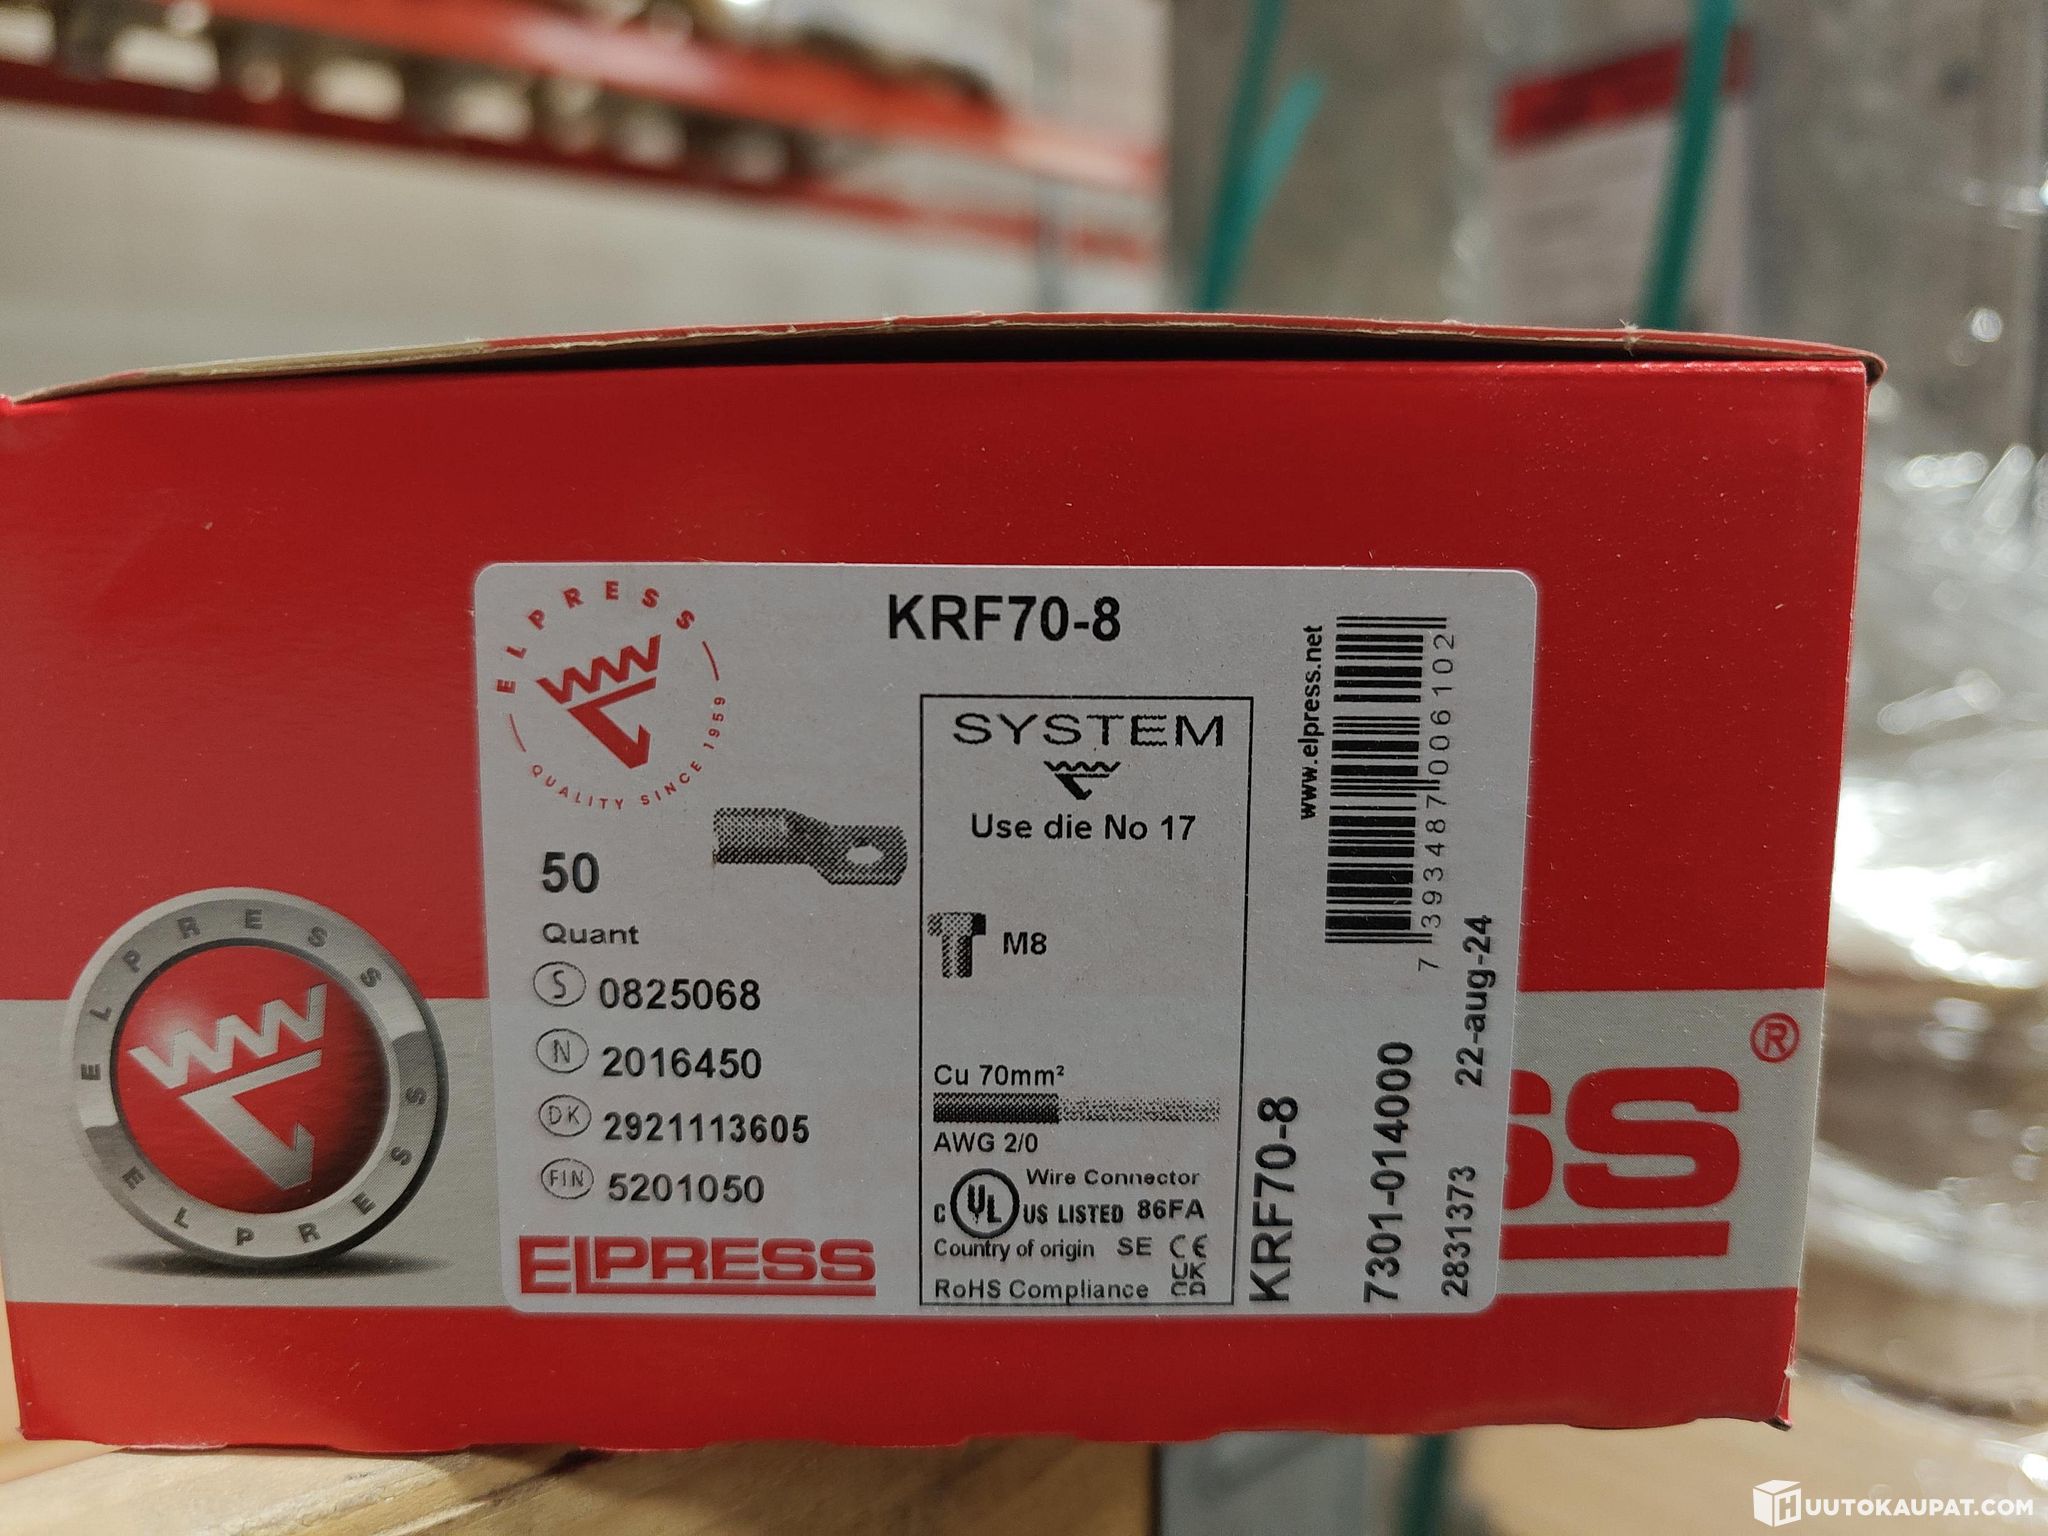 KRF70-8
ELPRESS
QUALITY SINCE 1959
50
Quant
S 0825068
N 2016450
DK 2921113605
FIN 5201050
ELPRESS
SYSTEM
Use die No 17
M8
Cu 70mm²
AWG 2/0
Wire Connector
C UL US LISTED 86FA
Country of origin SE CE
RoHS Compliance UKCA
www.elpress.net
7 393487 006102
KRF70-8
7301-014000
2831373 22-aug-24
ELPRESS
ELPRESS
SS®
HUUTOKAUPAT.COM